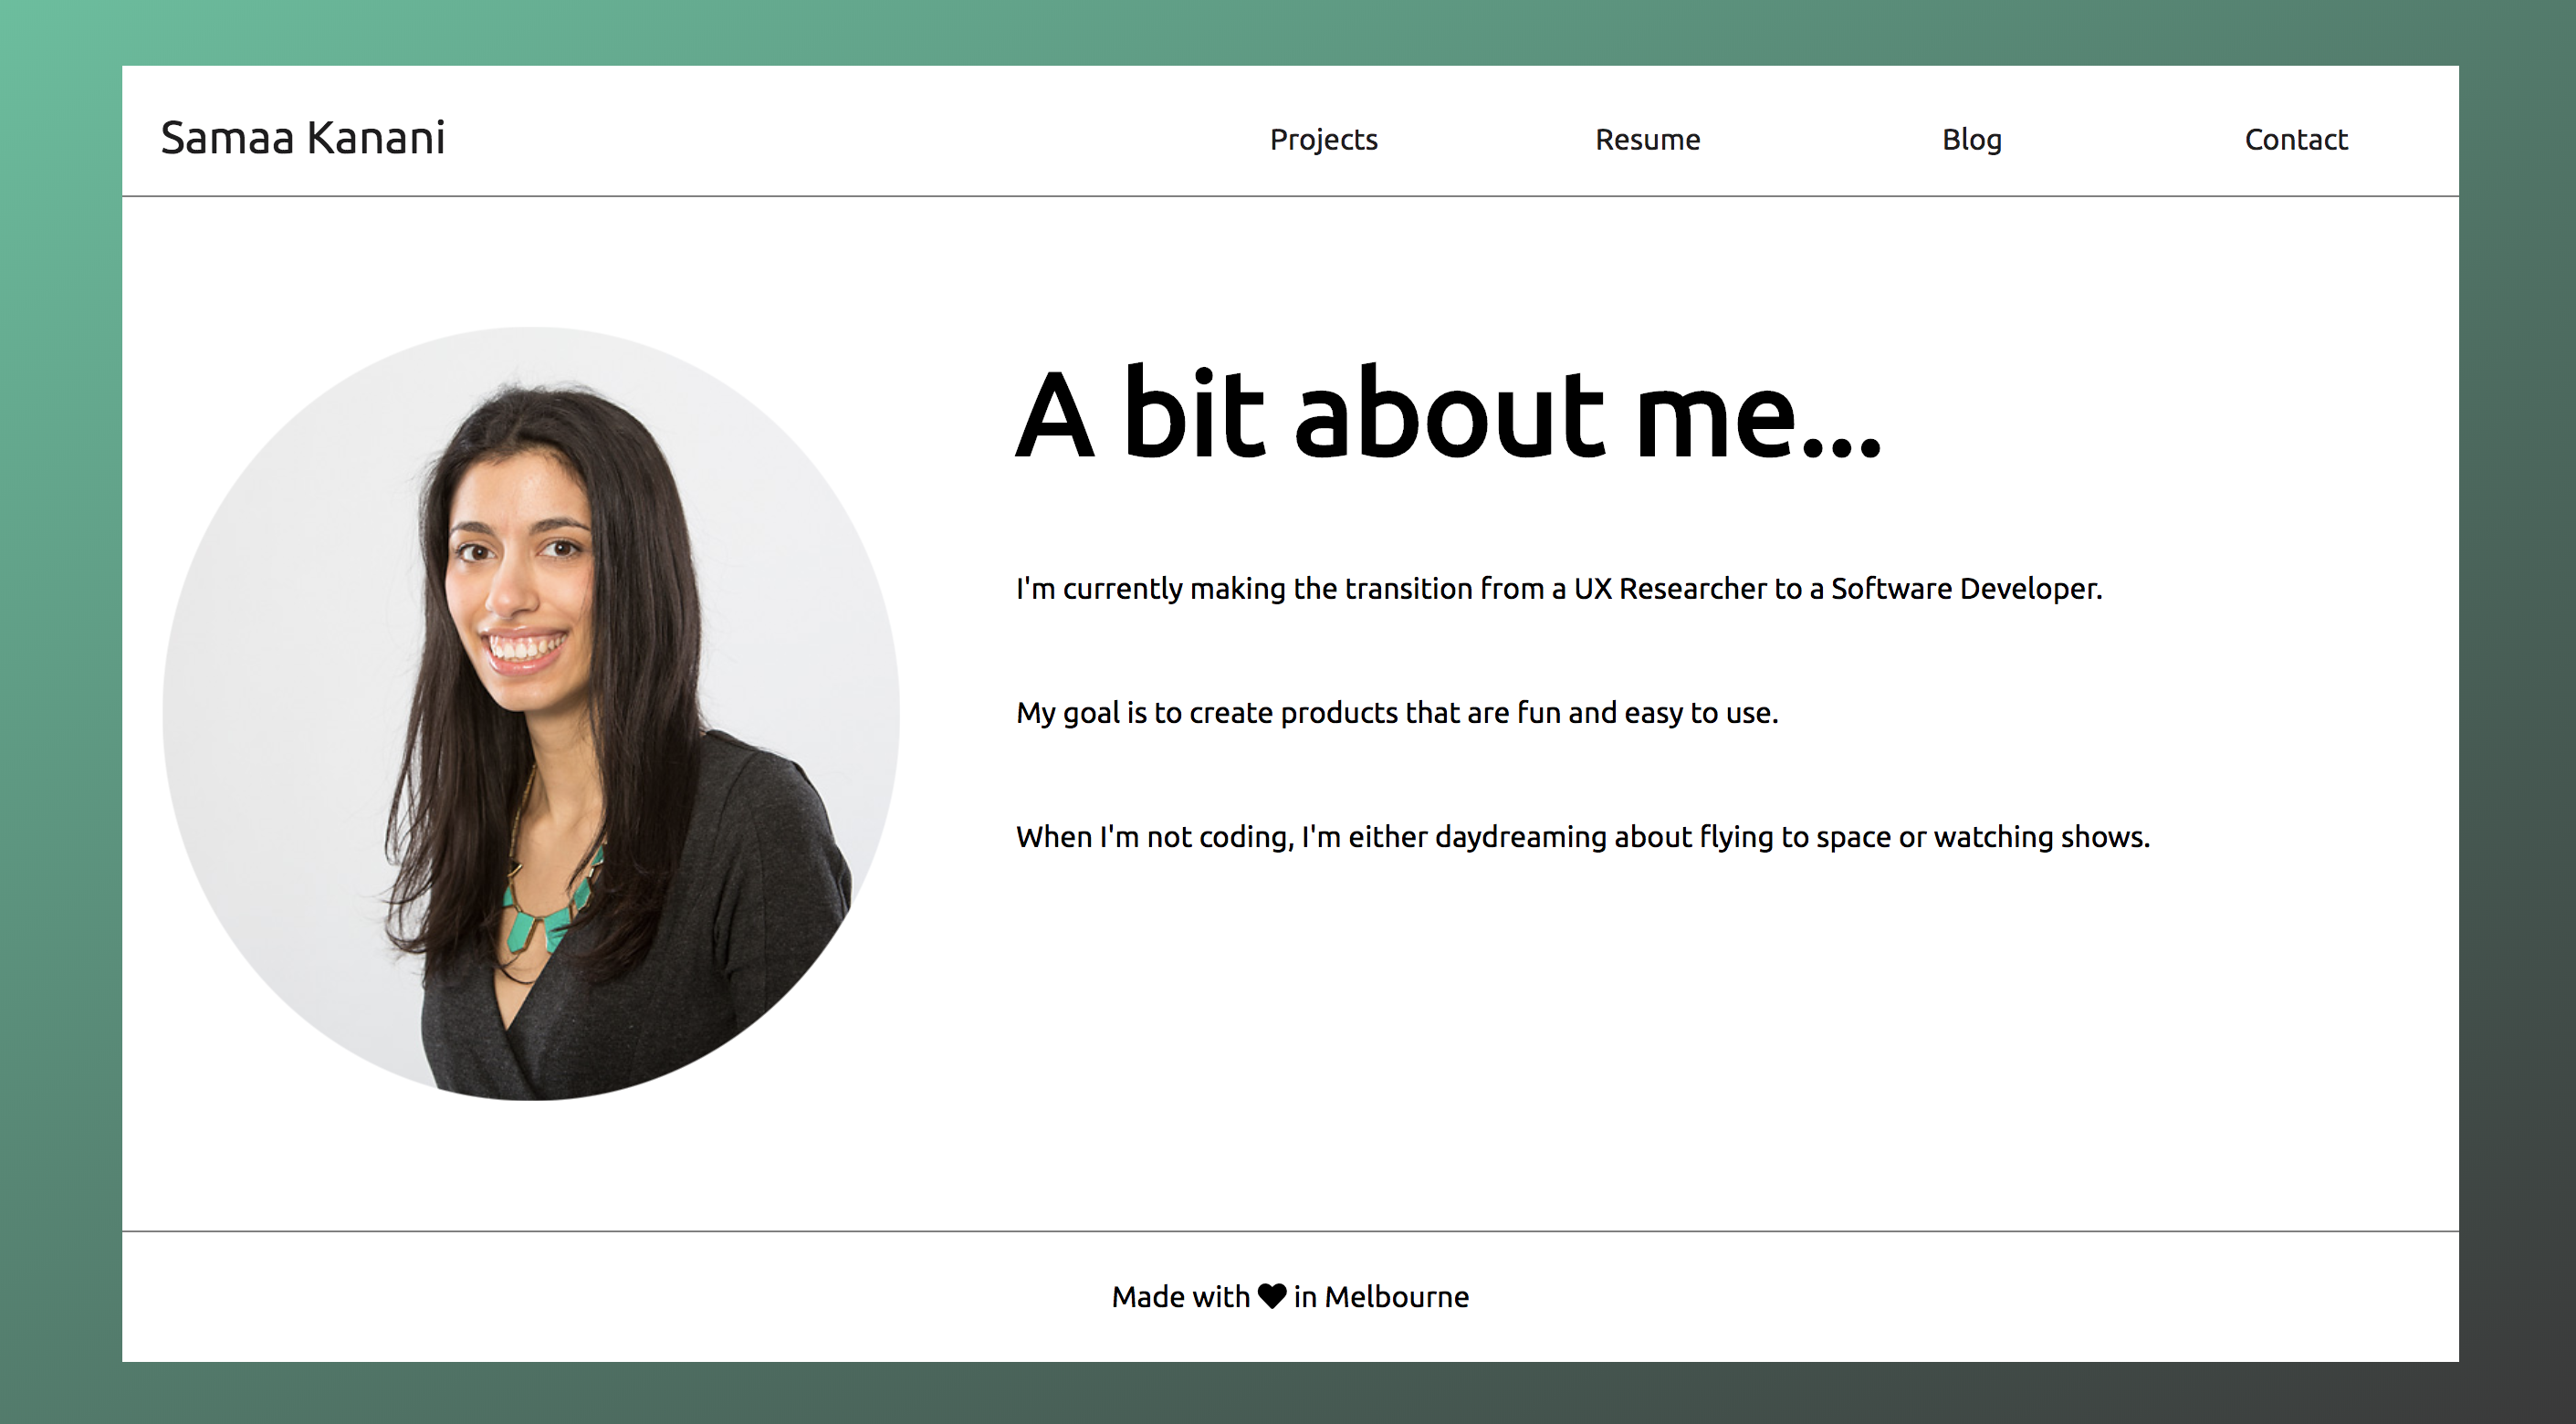 Samaa Kanani
Projects Resume Blog Contact
A bit about me...
I'm currently making the transition from a UX Researcher to a Software Developer.
My goal is to create products that are fun and easy to use.
When I'm not coding, I'm either daydreaming about flying to space or watching shows.
Made with ♥ in Melbourne